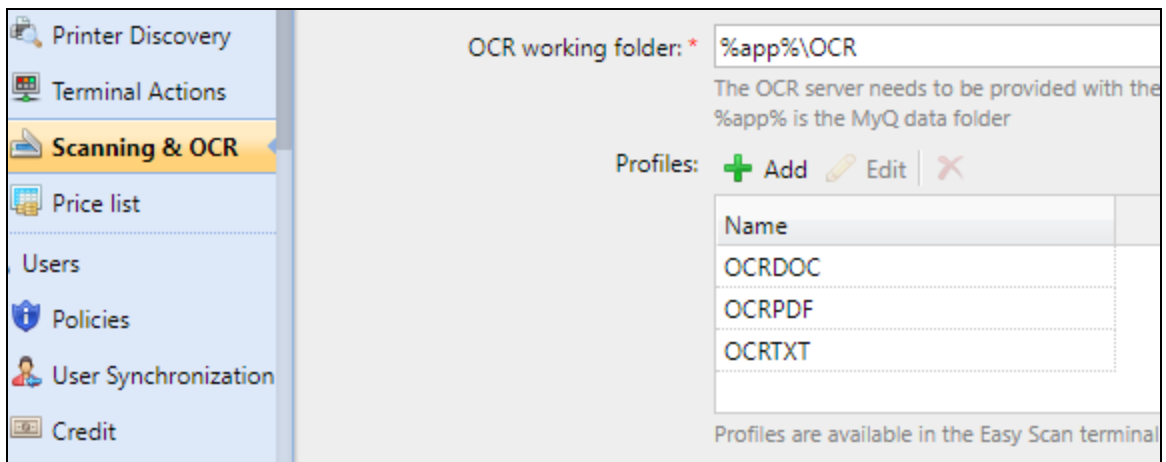 Printer Discovery
Terminal Actions
Scanning & OCR
Price list
Users
Policies
User Synchronization
Credit
OCR working folder: * %app%\OCR
The OCR server needs to be provided with the
%app% is the MyQ data folder
Profiles: Add Edit
Name
OCRDOC
OCRPDF
OCRTXT
Profiles are available in the Easy Scan terminal